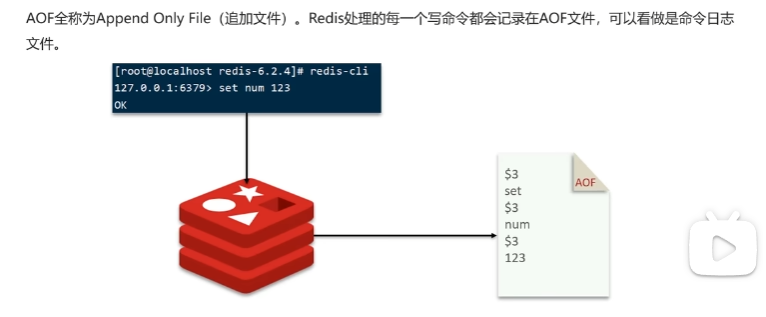 AOF全称为Append Only File（追加文件）。Redis处理的每一个写命令都会记录在AOF文件，可以看做是命令日志
文件。
[root@localhost redis-6.2.4]# redis-cli
127.0.0.1:6379> set num 123
OK
$3
set
$3
num
$3
123
AOF